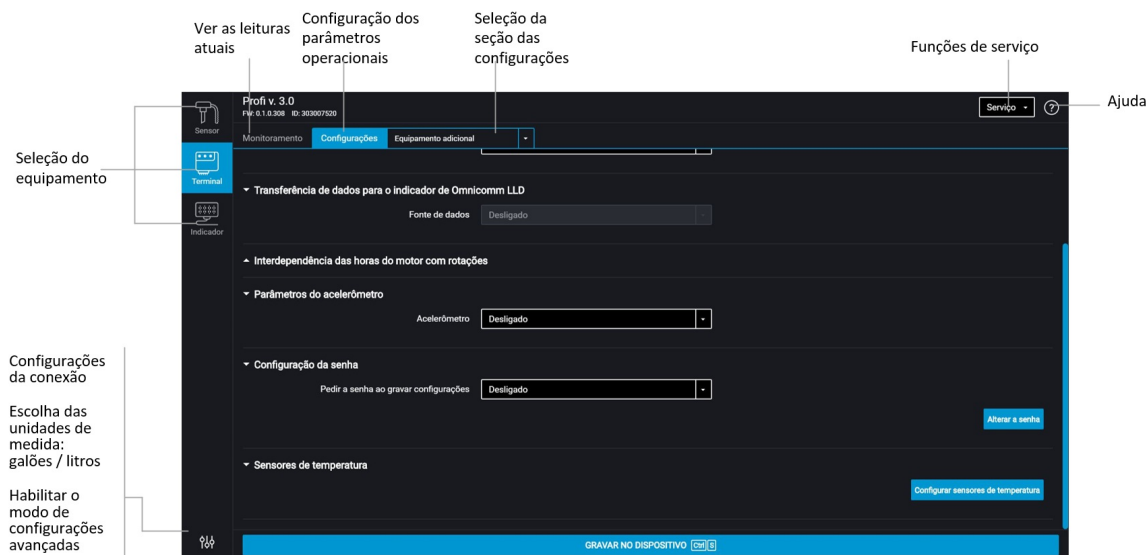 Ver as leituras
atuais
Configuração dos
parâmetros
operacionais
Seleção da
seção das
configurações
Funções de serviço
Ajuda
Seleção do
equipamento
Configurações
da conexão
Escolha das
unidades de
medida:
galões / litros
Habilitar o
modo de
configurações
avançadas
Profi v. 3.0
FW: 0.1.0.308 ID: 303007520
Serviço
?
Sensor
Terminal
Indicador
Monitoramento Configurações Equipamento adicional
Transferência de dados para o indicador de Omnicomm LLD
Fonte de dados Desligado
Interdependência das horas do motor com rotações
Parâmetros do acelerômetro
Acelerômetro Desligado
Configuração da senha
Pedir a senha ao gravar configurações Desligado
Alterar a senha
Sensores de temperatura
Configurar sensores de temperatura
GRAVAR NO DISPOSITIVO Ctrl S